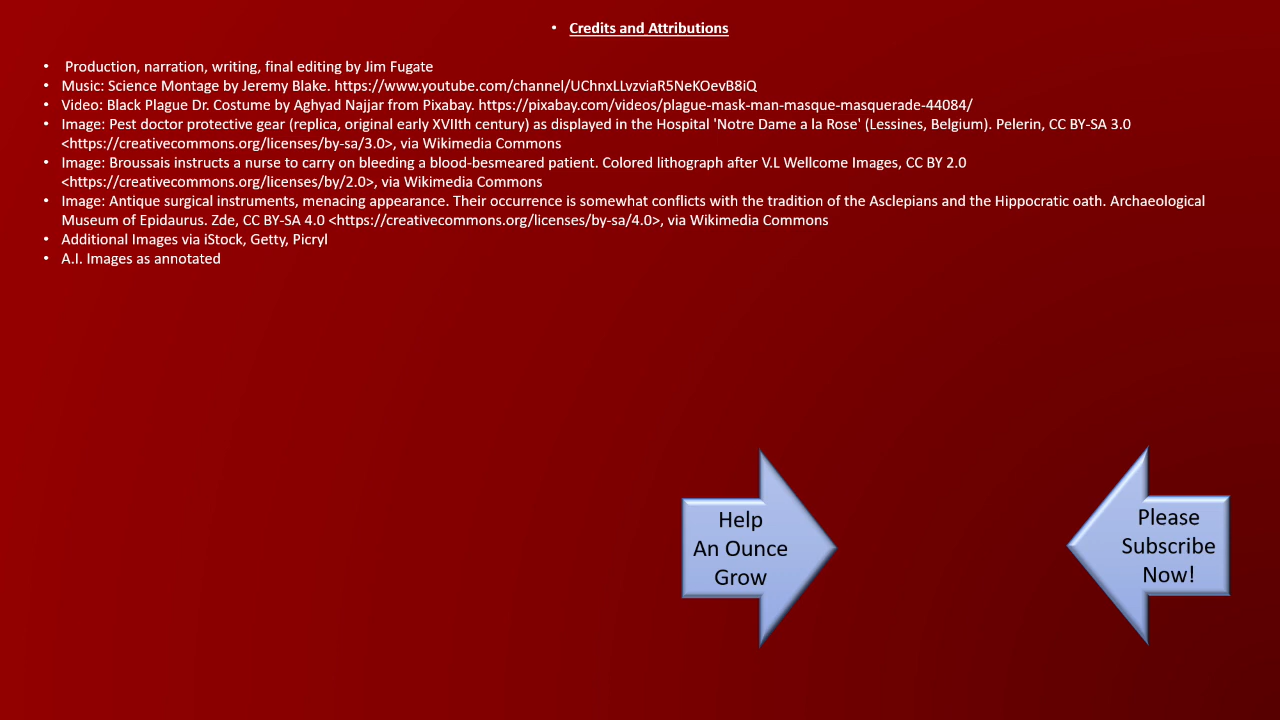 • Credits and Attributions
• Production, narration, writing, final editing by Jim Fugate
• Music: Science Montage by Jeremy Blake. https://www.youtube.com/channel/UChnxLLvzviaR5NeKOevB8iQ
• Video: Black Plague Dr. Costume by Aghyad Najjar from Pixabay. https://pixabay.com/videos/plague-mask-man-masque-masquerade-44084/
• Image: Pest doctor protective gear (replica, original early XVIIth century) as displayed in the Hospital 'Notre Dame a la Rose' (Lessines, Belgium). Pelerin, CC BY-SA 3.0
<https://creativecommons.org/licenses/by-sa/3.0>, via Wikimedia Commons
• Image: Broussais instructs a nurse to carry on bleeding a blood-besmeared patient. Colored lithograph after V.L Wellcome Images, CC BY 2.0
<https://creativecommons.org/licenses/by/2.0>, via Wikimedia Commons
• Image: Antique surgical instruments, menacing appearance. Their occurrence is somewhat conflicts with the tradition of the Asclepians and the Hippocratic oath. Archaeological
Museum of Epidaurus. Zde, CC BY-SA 4.0 <https://creativecommons.org/licenses/by-sa/4.0>, via Wikimedia Commons
• Additional Images via iStock, Getty, Picryl
• A.I. Images as annotated
Help
An Ounce
Grow
Please
Subscribe
Now!